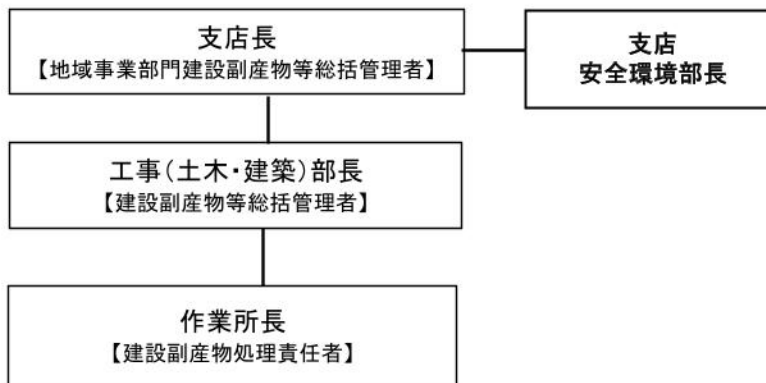 支店長
【地域事業部門建設副産物等総括管理者】
支店
安全環境部長
工事(土木・建築)部長
【建設副産物等総括管理者】
作業所長
【建設副産物処理責任者】